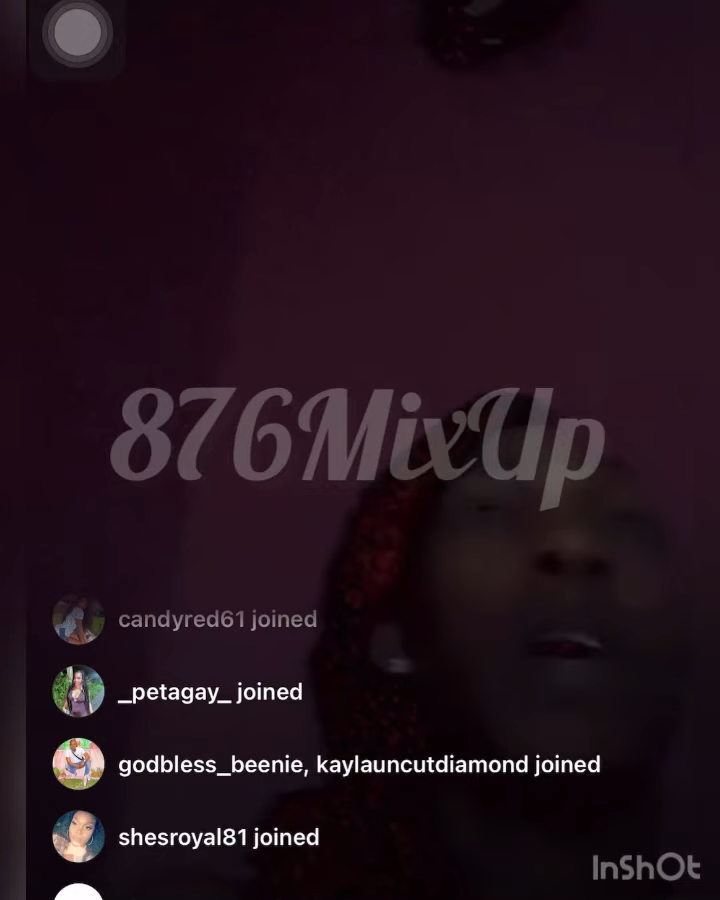 876MixUp
candyred61 joined
_petagay_ joined
godbless_beenie, kaylauncutdiamond joined
shesroyal81 joined
InShOt